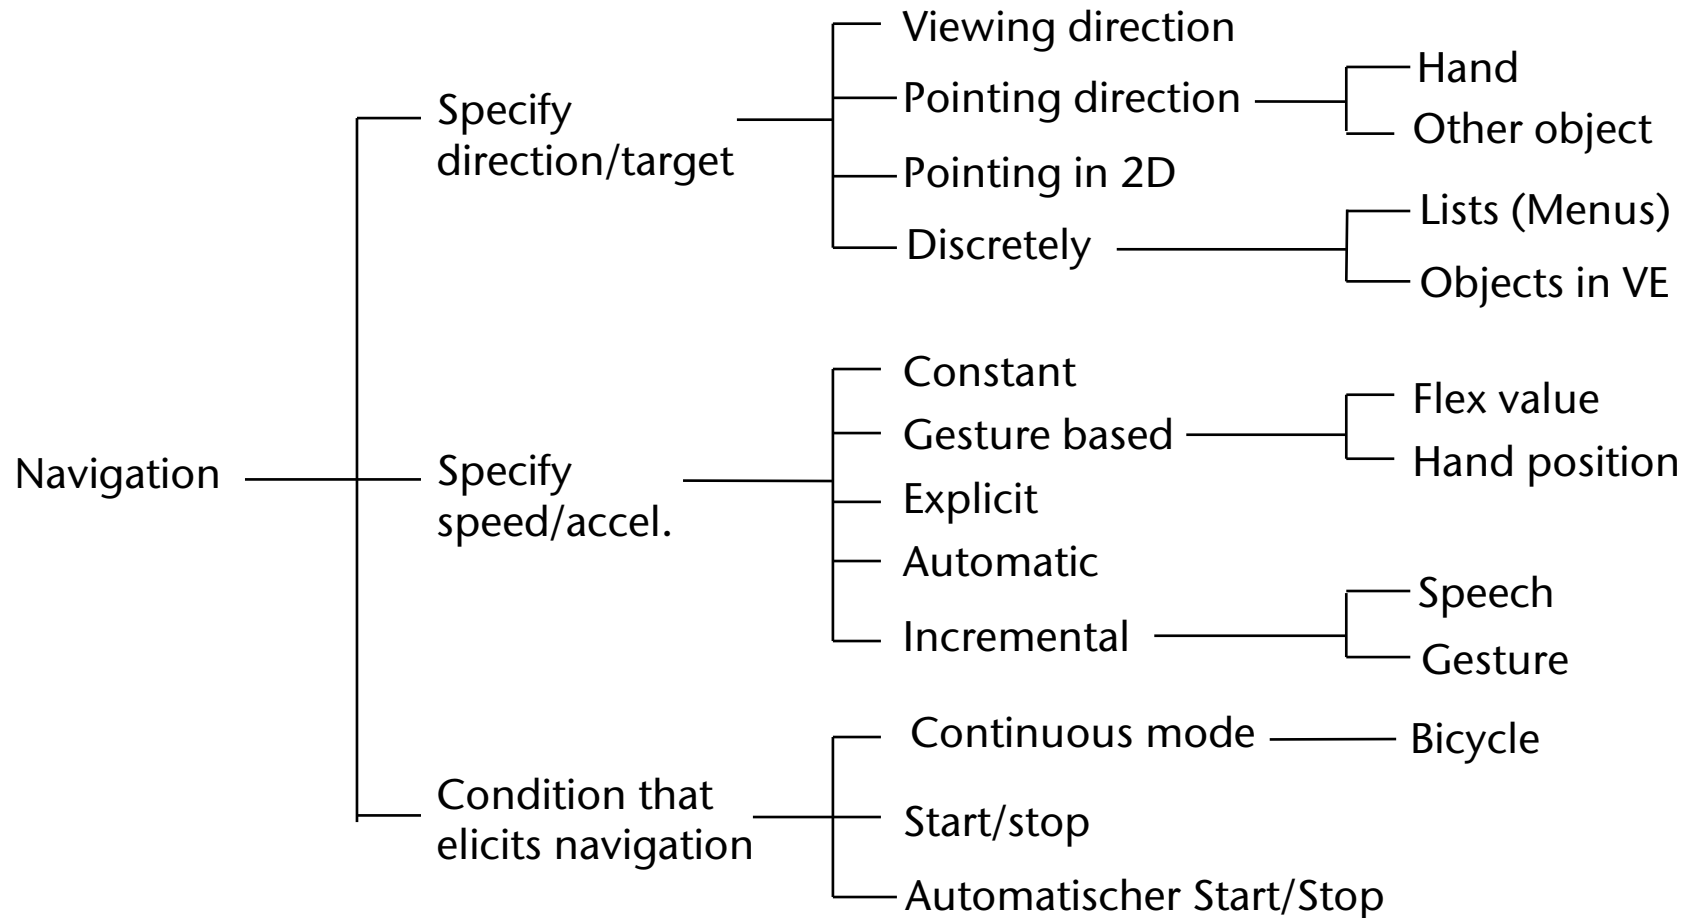 Viewing direction
Hand
Specify
direction/target
Pointing direction
Other object
Pointing in 2D
Lists (Menus)
Discretely
Objects in VE
Constant
Flex value
Gesture based
Hand position
Navigation
Specify
speed/accel.
Explicit
Automatic
Speech
Incremental
Gesture
Continuous mode
Bicycle
Condition that
elicits navigation
Start/stop
Automatischer Start/Stop